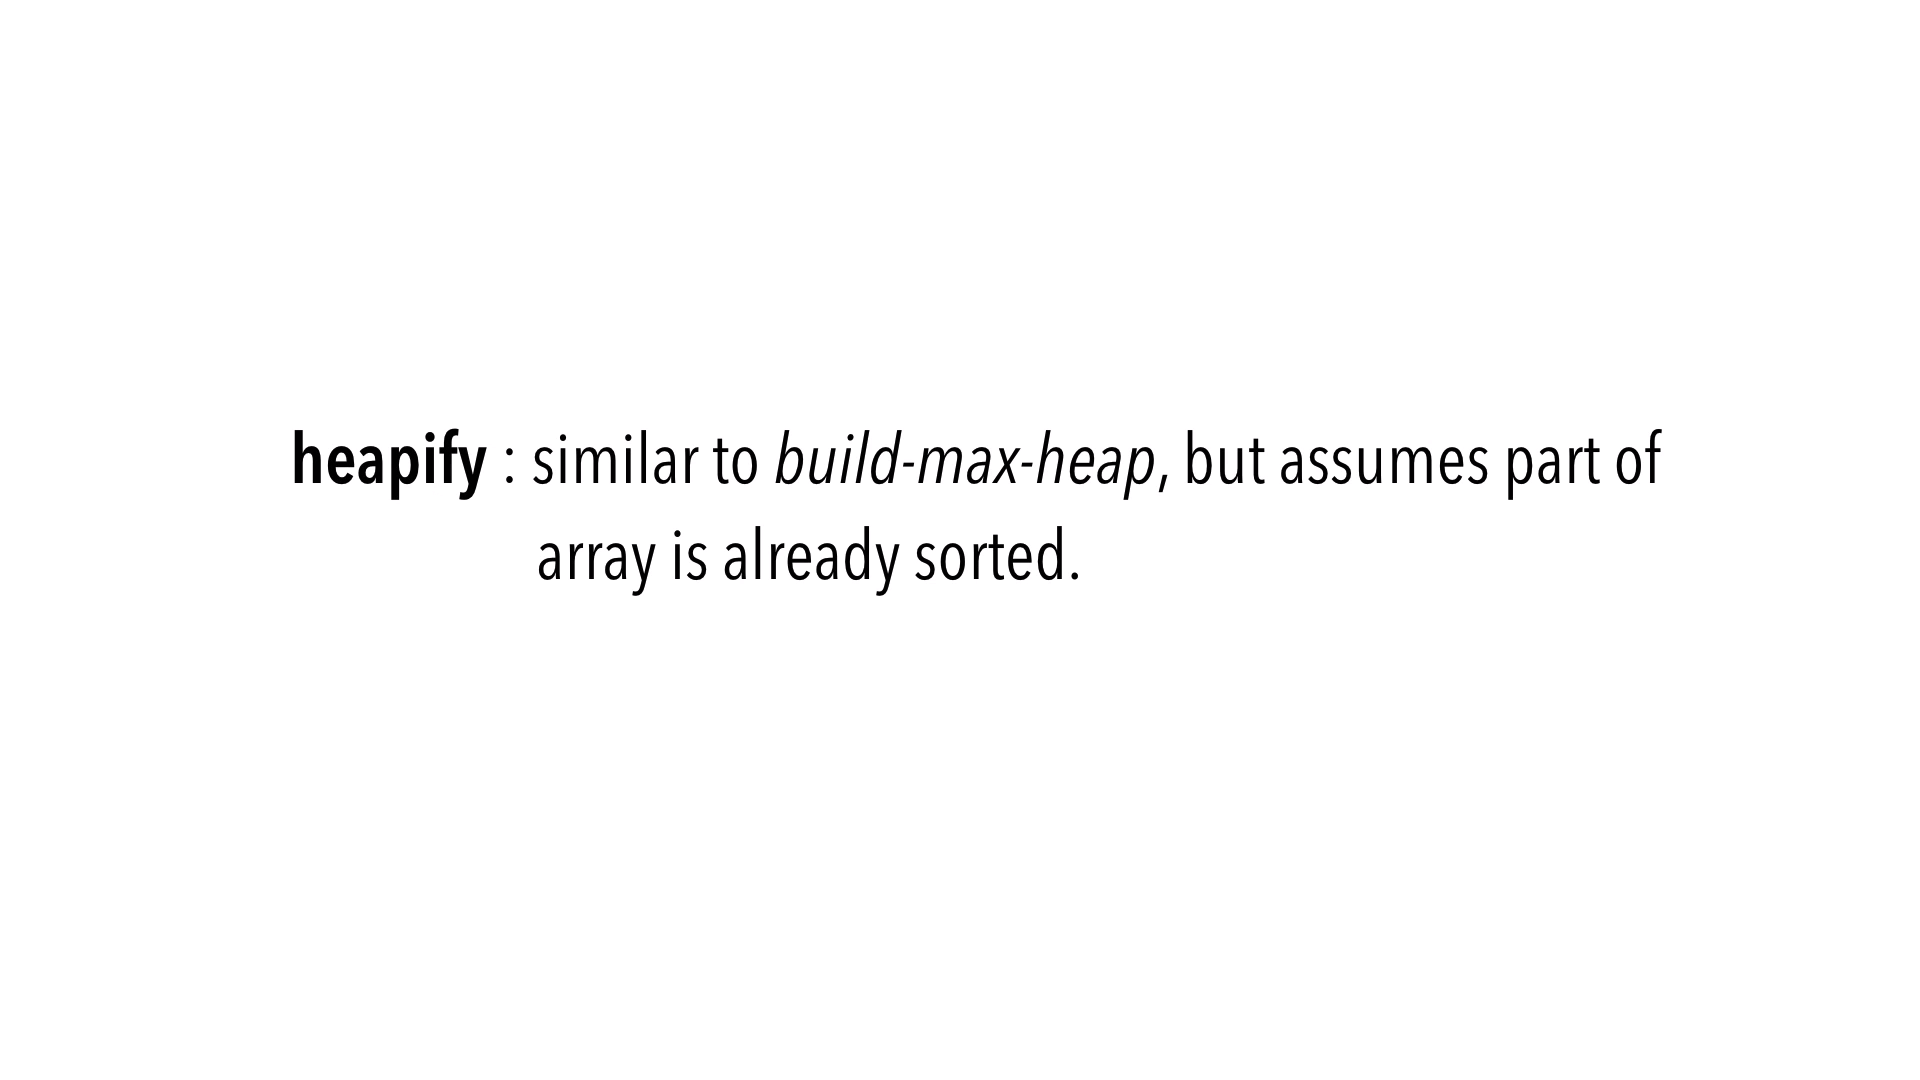 heapify : similar to build-max-heap, but assumes part of
array is already sorted.